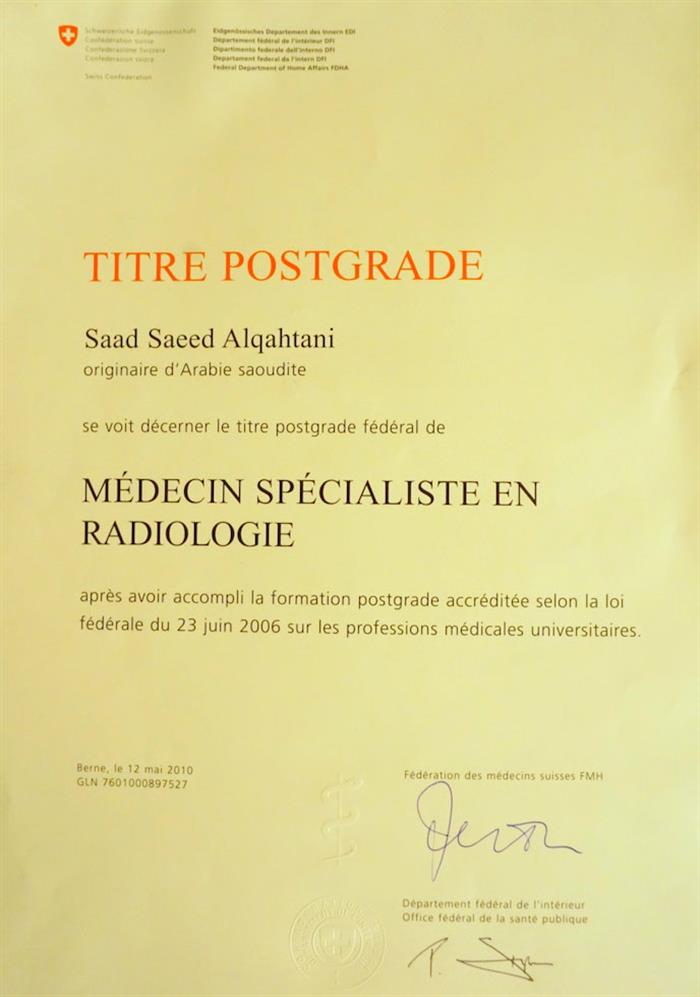 Schweizerische Eidgenossenschaft
Confédération suisse
Confederazione Svizzera
Confederaziun svizra
Swiss Confederation
Eidgenössisches Departement des Innern EDI
Département fédéral de l'intérieur DFI
Dipartimento federale dell'interno DFI
Departament federal da l'intern DFI
Federal Department of Home Affairs FDHA
TITRE POSTGRADE
Saad Saeed Alqahtani
originaire d'Arabie saoudite
se voit décerner le titre postgrade fédéral de
MÉDECIN SPÉCIALISTE EN
RADIOLOGIE
après avoir accompli la formation postgrade accréditée selon la loi
fédérale du 23 juin 2006 sur les professions médicales universitaires.
Berne, le 12 mai 2010
GLN 7601000897527
Fédération des médecins suisses FMH
Département fédéral de l'intérieur
Office fédéral de la santé publique